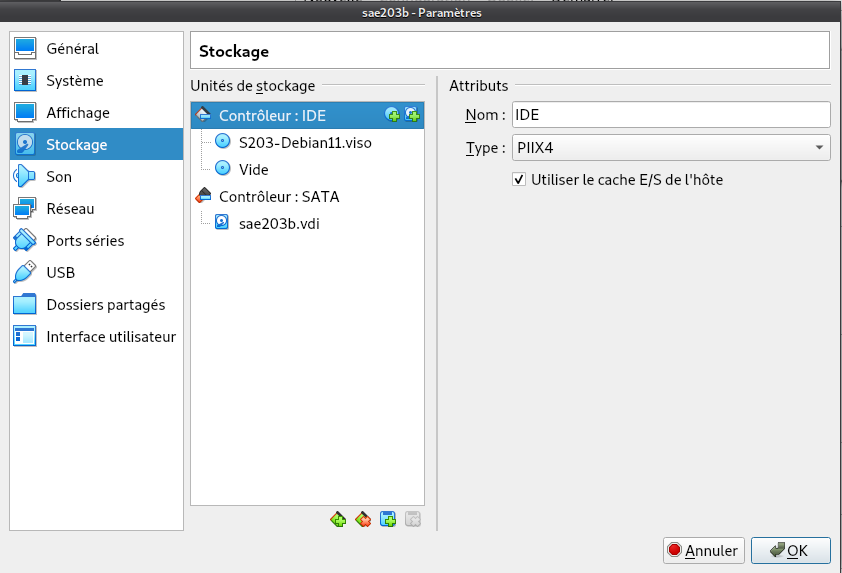 sae203b - Paramètres
Général
Système
Affichage
Stockage
Son
Réseau
Ports séries
USB
Dossiers partagés
Interface utilisateur
Stockage
Unités de stockage
Contrôleur : IDE
S203-Debian11.viso
Vide
Contrôleur : SATA
sae203b.vdi
Attributs
Nom : IDE
Type : PIIX4
Utiliser le cache E/S de l'hôte
Annuler
OK